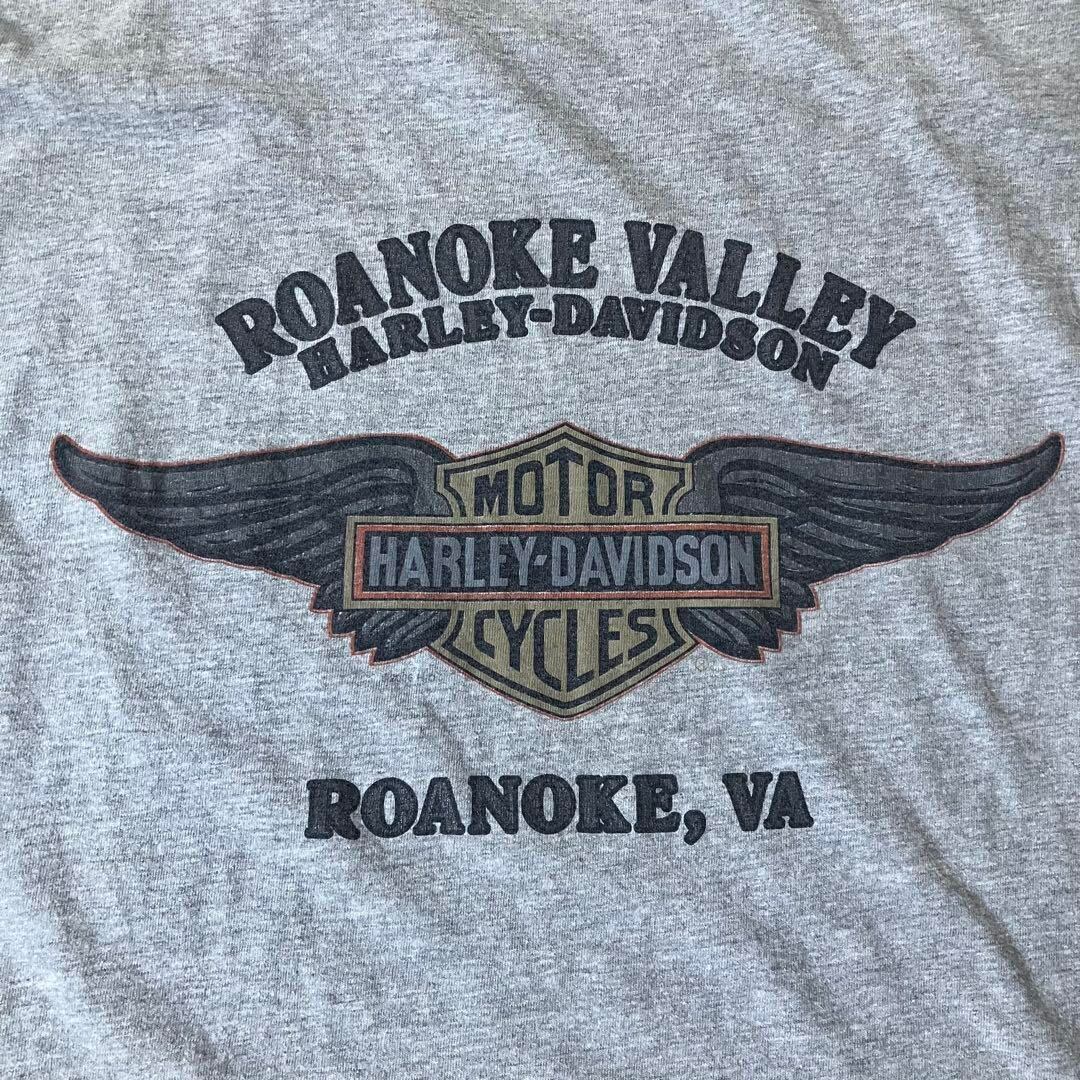 ROANOKE VALLEY
HARLEY-DAVIDSON
MOTOR
HARLEY-DAVIDSON
CYCLES
®
ROANOKE, VA